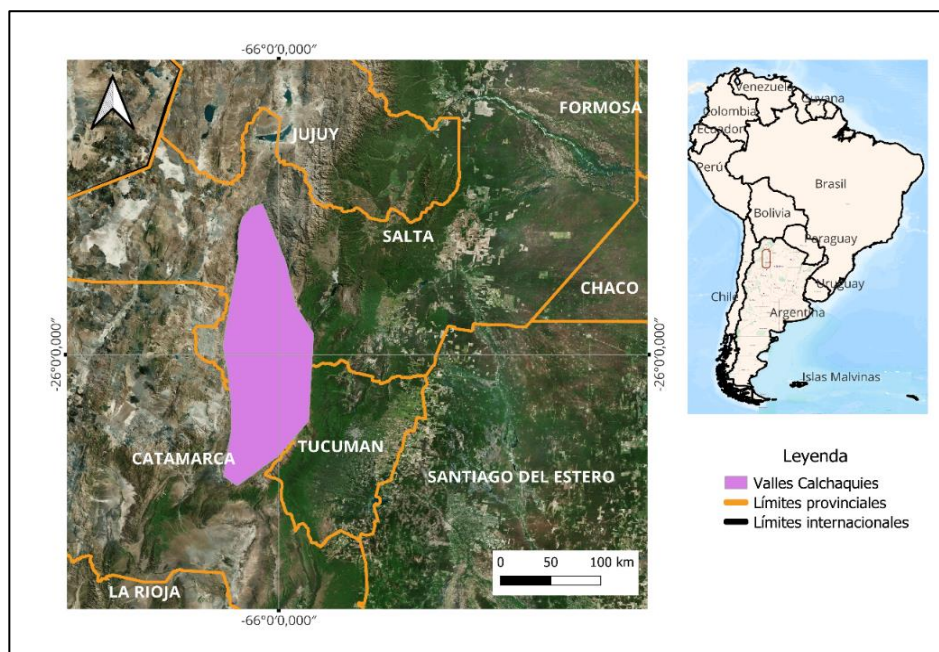 -66°0'0,000"
FORMOSA
JUJUY
SALTA
CHACO
-26°0'0,000"
-26°0'0,000"
CATAMARCA
TUCUMAN
SANTIAGO DEL ESTERO
LA RIOJA
0 50 100 km
-66°0'0,000"
Venezuela
Guyana
Colombia
Ecuador
Perú
Brasil
Bolivia
Paraguay
Chile
Uruguay
Argentina
Islas Malvinas
Leyenda
Valles Calchaquies
Límites provinciales
Límites internacionales